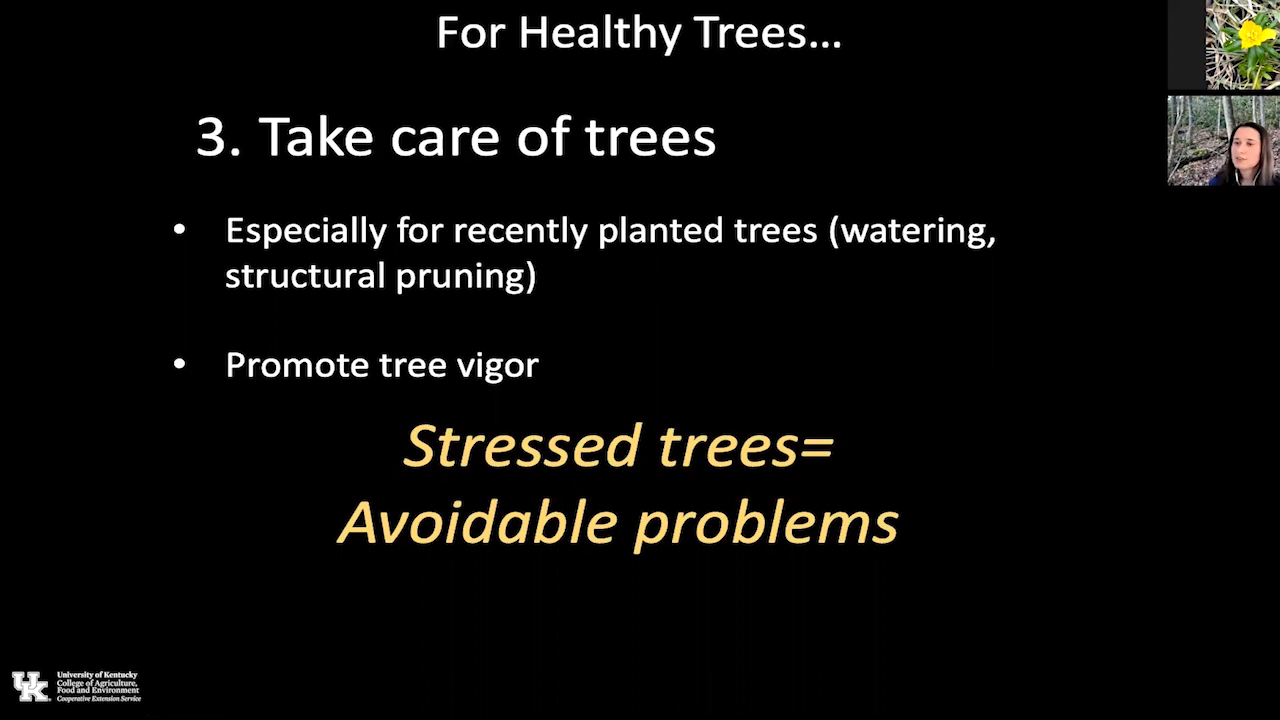 For Healthy Trees...
3. Take care of trees
• Especially for recently planted trees (watering,
structural pruning)
• Promote tree vigor
Stressed trees=
Avoidable problems
UK
University of Kentucky
College of Agriculture,
Food and Environment
Cooperative Extension Service